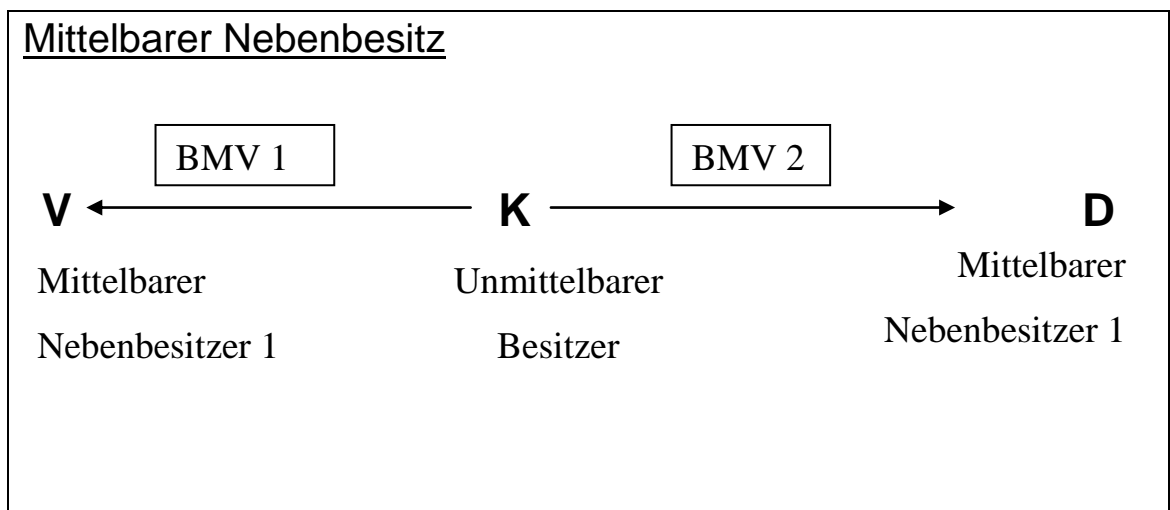 Mittelbarer Nebenbesitz
BMV 1
BMV 2
V
K
D
Mittelbarer
Nebenbesitzer 1
Unmittelbarer
Besitzer
Mittelbarer
Nebenbesitzer 1